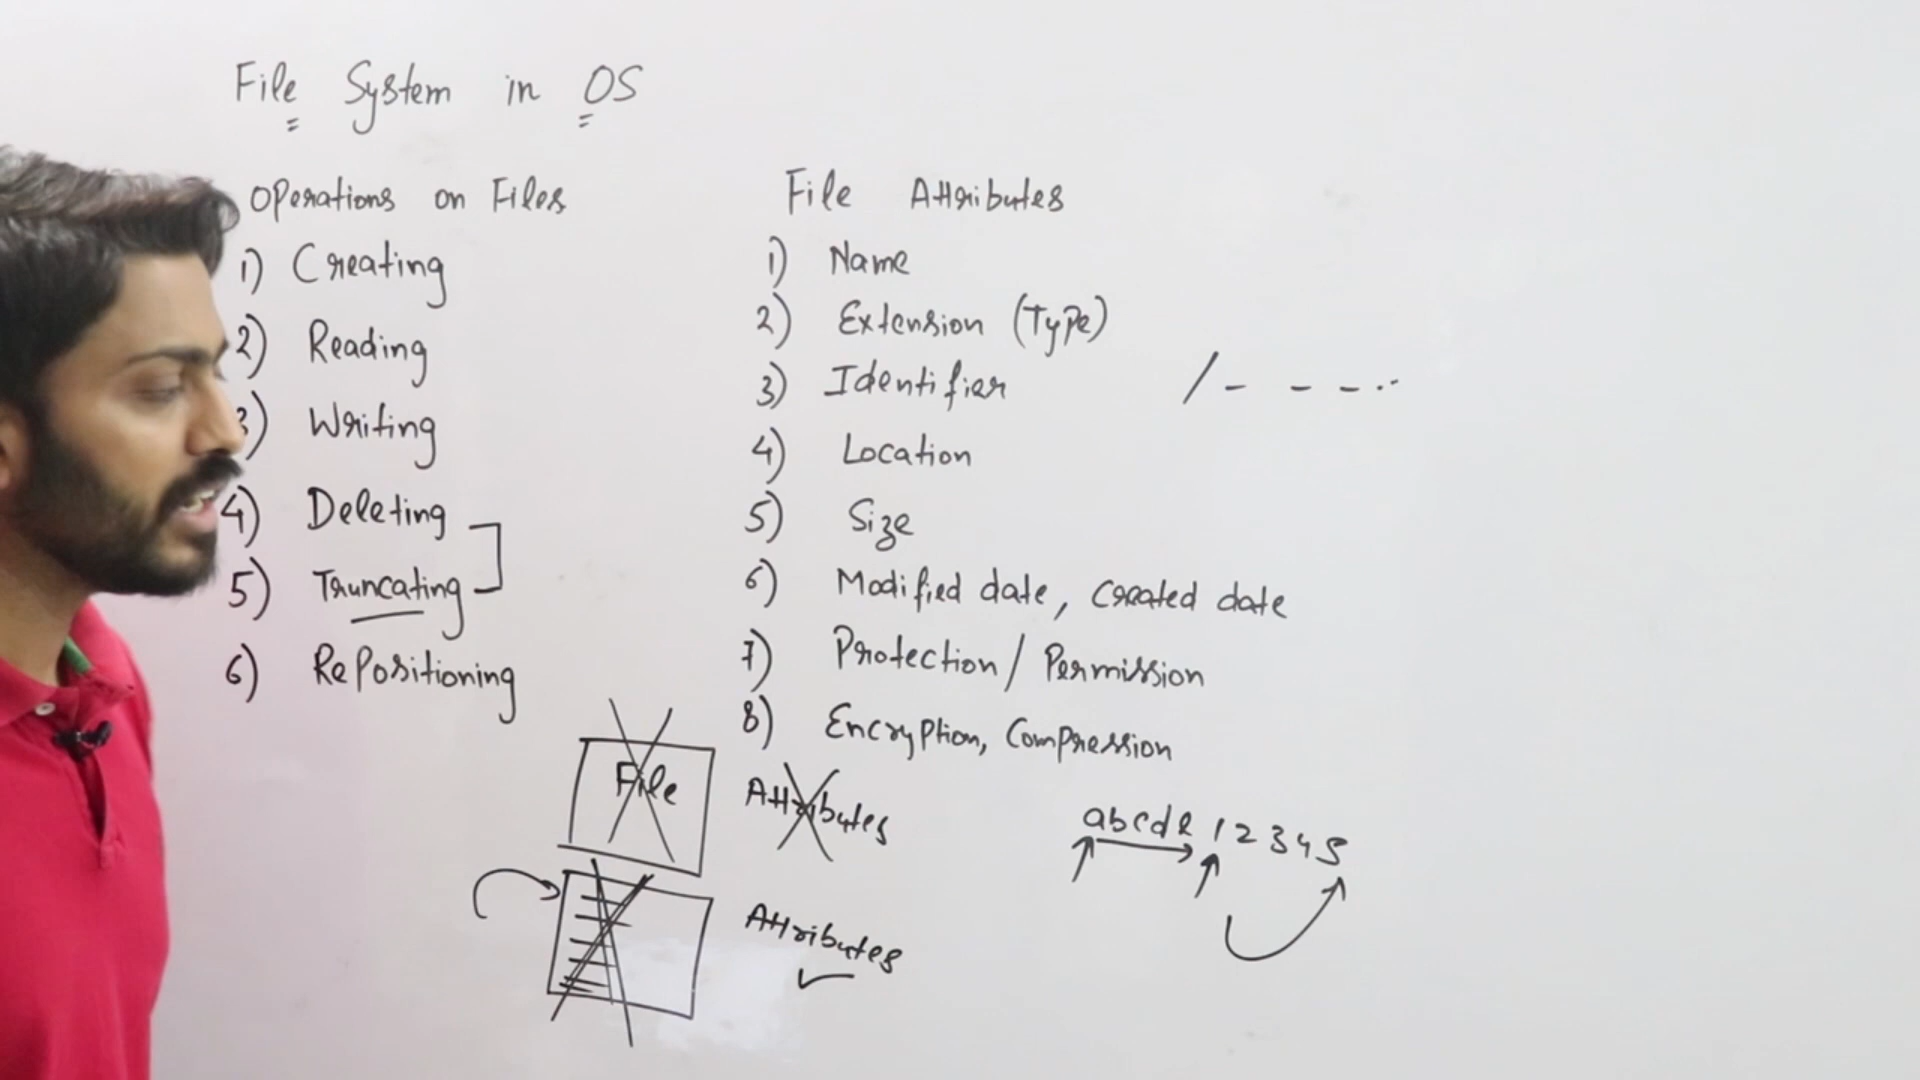 File System in OS
Operations on Files
1) Creating
2) Reading
3) Writing
4) Deleting
5) Truncating
6) Repositioning
File Attributes
1) Name
2) Extension (Type)
3) Identifier
/- - - --
4) Location
5) Size
6) Modified date, Created date
7) Protection/ Permission
8) Encryption, Compression
File
Attributes
Attributes
abcde 12345